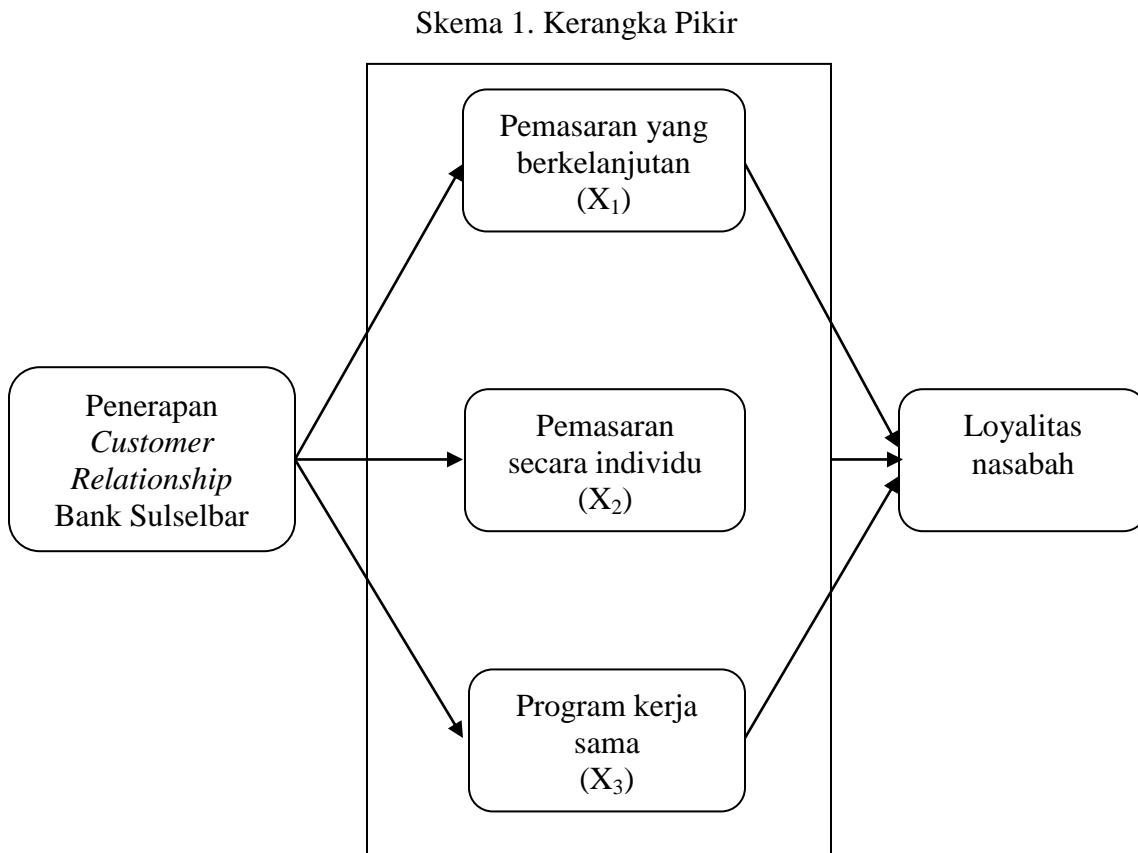 Skema 1. Kerangka Pikir
Pemasaran yang
berkelanjutan
(X₁)
Penerapan
Customer
Relationship
Bank Sulselbar
Pemasaran
secara individu
(X₂)
Loyalitas
nasabah
Program kerja
sama
(X₃)